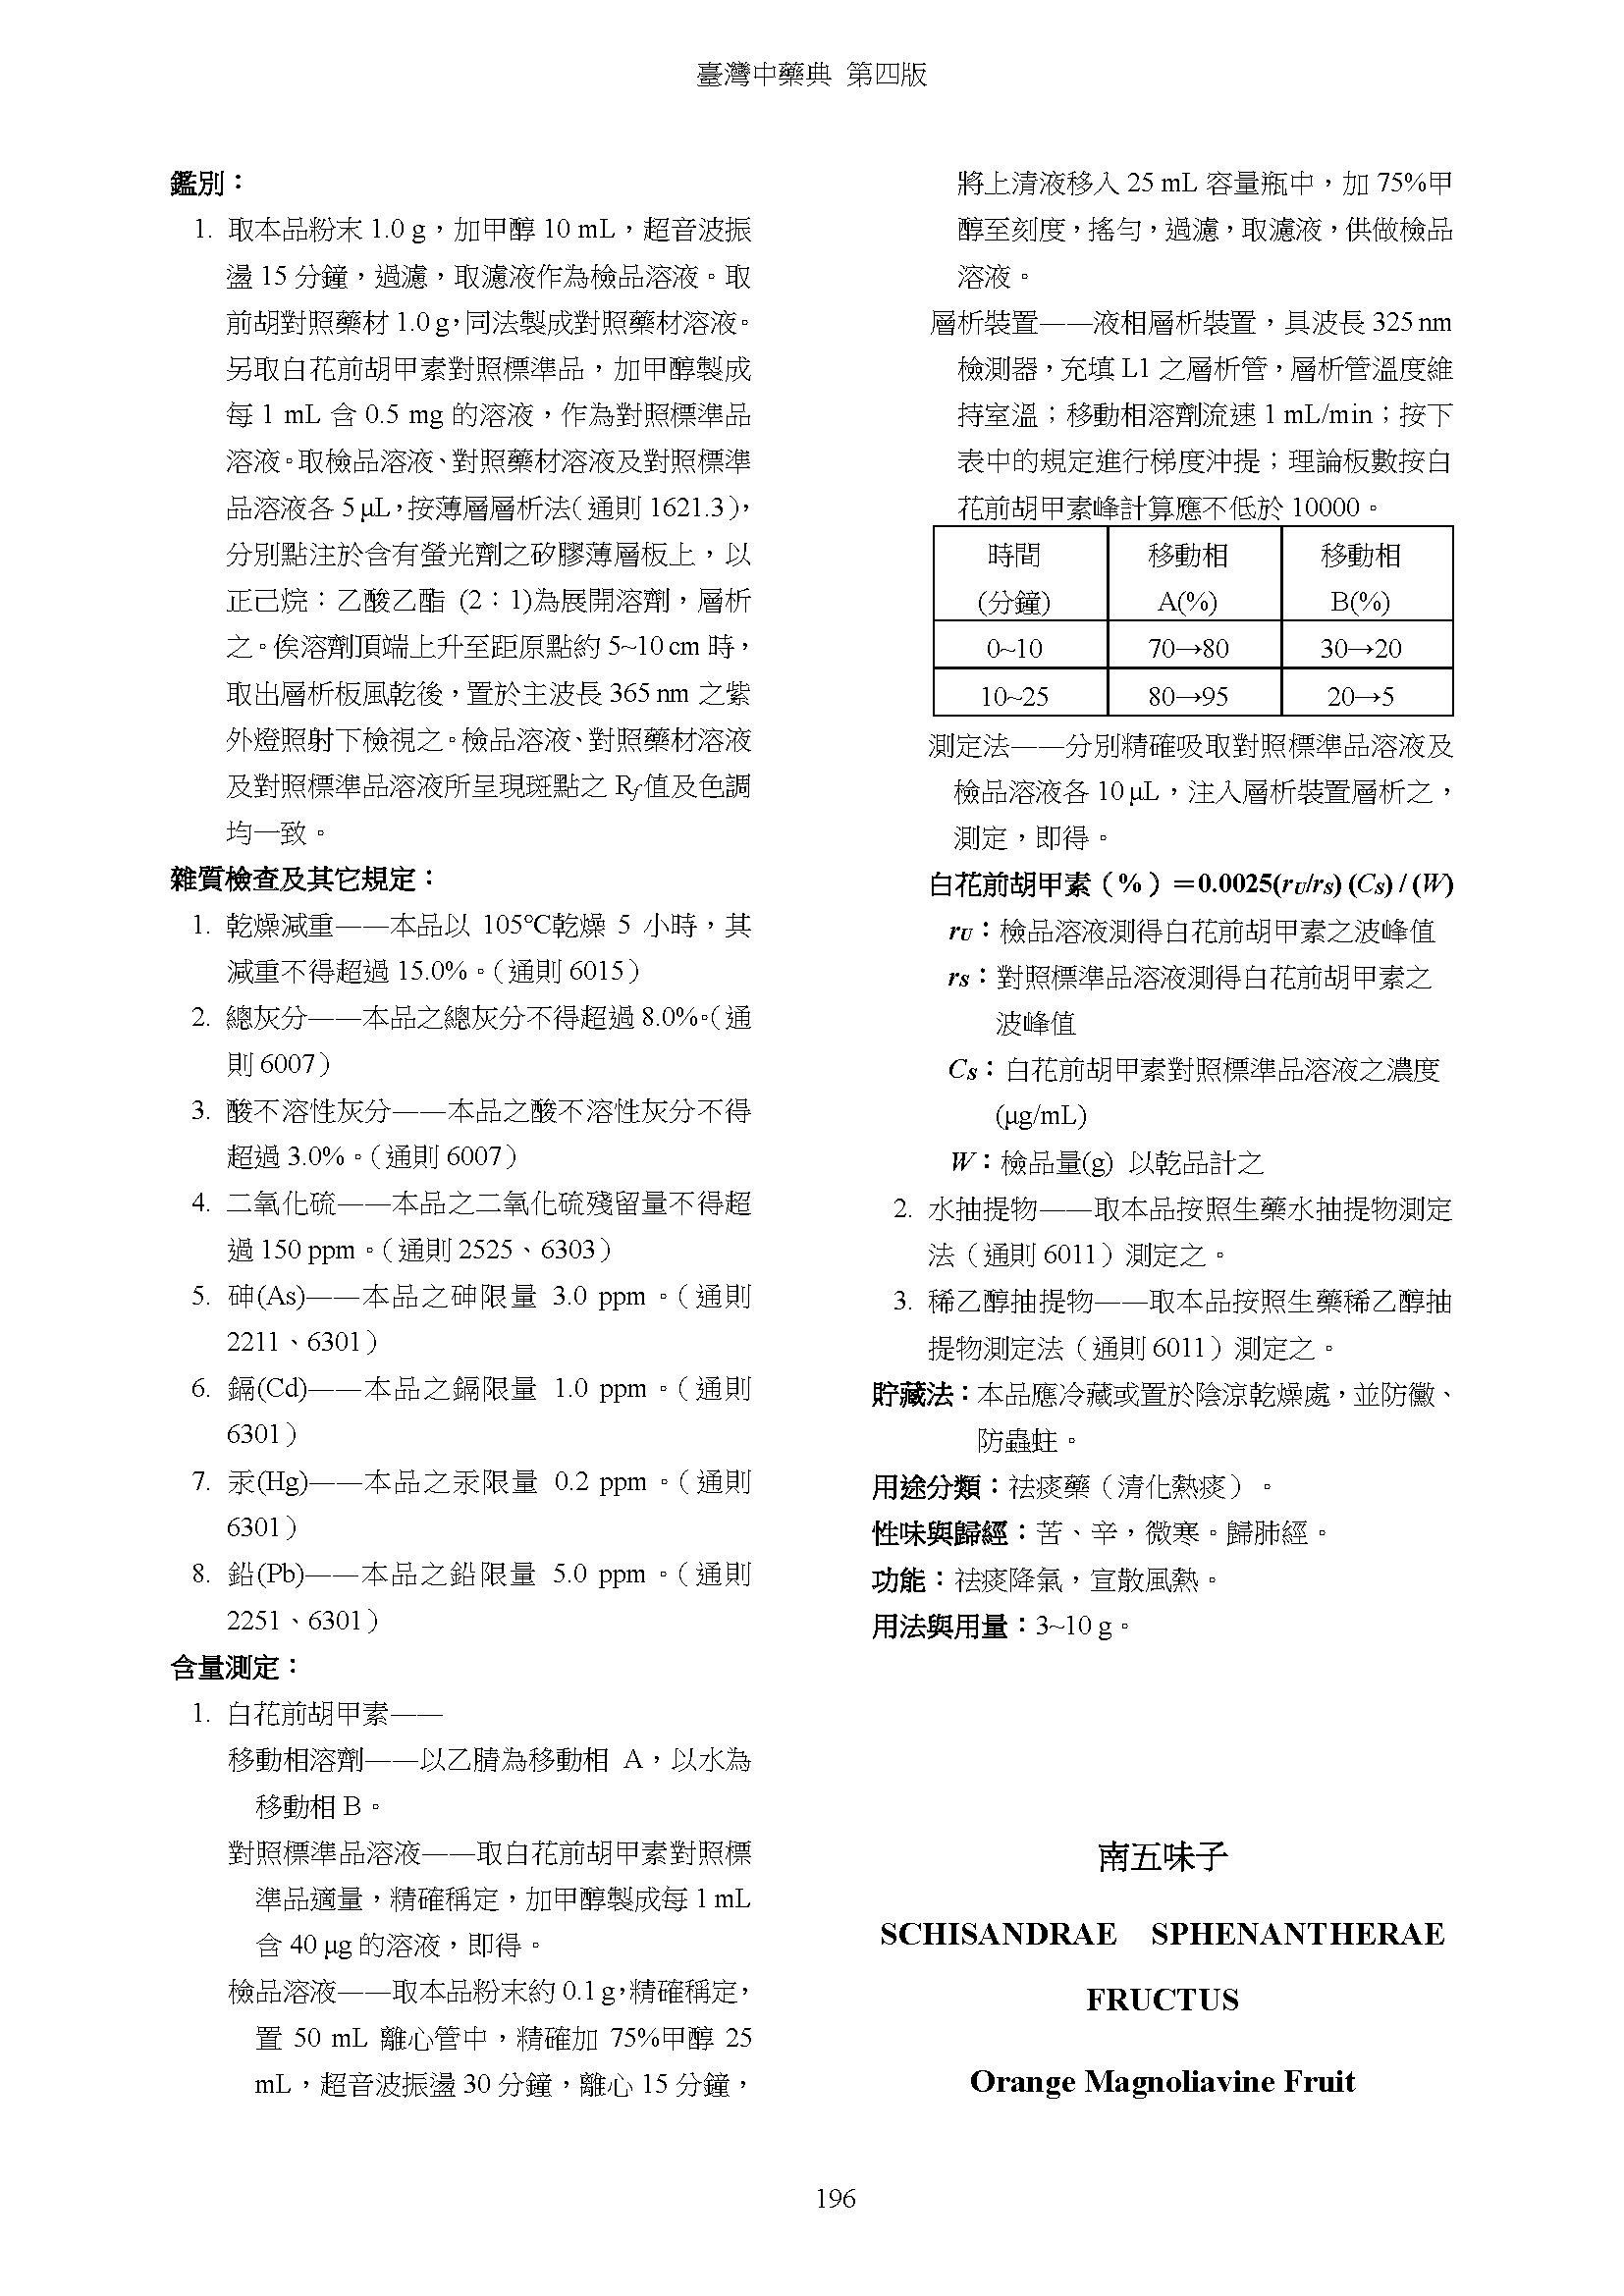 臺灣中藥典 第四版
鑑別：
1. 取本品粉末 1.0 g，加甲醇 10 mL，超音波振
盪 15 分鐘，過濾，取濾液作為檢品溶液。取
前胡對照藥材 1.0 g，同法製成對照藥材溶液。
另取白花前胡甲素對照標準品，加甲醇製成
每 1 mL 含 0.5 mg 的溶液，作為對照標準品
溶液。取檢品溶液、對照藥材溶液及對照標準
品溶液各 5 μL，按薄層層析法（通則 1621.3），
分別點注於含有螢光劑之矽膠薄層板上，以
正己烷：乙酸乙酯 (2：1)為展開溶劑，層析
之。俟溶劑頂端上升至距原點約 5~10 cm 時，
取出層析板風乾後，置於主波長 365 nm 之紫
外燈照射下檢視之。檢品溶液、對照藥材溶液
及對照標準品溶液所呈現斑點之 Rf值及色調
均一致。
雜質檢查及其它規定：
1. 乾燥減重——本品以 105℃乾燥 5 小時，其
減重不得超過 15.0%。（通則 6015）
2. 總灰分——本品之總灰分不得超過 8.0%。（通
則 6007）
3. 酸不溶性灰分——本品之酸不溶性灰分不得
超過 3.0%。（通則 6007）
4. 二氧化硫——本品之二氧化硫殘留量不得超
過 150 ppm。（通則 2525、6303）
5. 砷(As)——本品之砷限量 3.0 ppm。（通則
2211、6301）
6. 鎘(Cd)——本品之鎘限量 1.0 ppm。（通則
6301）
7. 汞(Hg)——本品之汞限量 0.2 ppm。（通則
6301）
8. 鉛(Pb)——本品之鉛限量 5.0 ppm。（通則
2251、6301）
含量測定：
1. 白花前胡甲素——
移動相溶劑——以乙腈為移動相 A，以水為
移動相 B。
對照標準品溶液——取白花前胡甲素對照標
準品適量，精確稱定，加甲醇製成每 1 mL
含 40 μg 的溶液，即得。
檢品溶液——取本品粉末約 0.1 g，精確稱定，
置 50 mL 離心管中，精確加 75%甲醇 25
mL，超音波振盪 30 分鐘，離心 15 分鐘，
將上清液移入 25 mL 容量瓶中，加 75%甲
醇至刻度，搖勻，過濾，取濾液，供做檢品
溶液。
層析裝置——液相層析裝置，具波長 325 nm
檢測器，充填 L1 之層析管，層析管溫度維
持室溫；移動相溶劑流速 1 mL/min；按下
表中的規定進行梯度沖提；理論板數按白
花前胡甲素峰計算應不低於 10000。
時間 移動相 移動相
(分鐘) A(%) B(%)
0~10 70→80 30→20
10~25 80→95 20→5
測定法——分別精確吸取對照標準品溶液及
檢品溶液各 10 μL，注入層析裝置層析之，
測定，即得。
白花前胡甲素（%）＝0.0025(rU/rS) (CS) / (W)
rU：檢品溶液測得白花前胡甲素之波峰值
rS：對照標準品溶液測得白花前胡甲素之
波峰值
CS：白花前胡甲素對照標準品溶液之濃度
(μg/mL)
W：檢品量(g) 以乾品計之
2. 水抽提物——取本品按照生藥水抽提物測定
法（通則 6011）測定之。
3. 稀乙醇抽提物——取本品按照生藥稀乙醇抽
提物測定法（通則 6011）測定之。
貯藏法：本品應冷藏或置於陰涼乾燥處，並防黴、
防蟲蛀。
用途分類：祛痰藥（清化熱痰）。
性味與歸經：苦、辛，微寒。歸肺經。
功能：祛痰降氣，宣散風熱。
用法與用量：3~10 g。
南五味子
SCHISANDRAE SPHENANTHERAE
FRUCTUS
Orange Magnoliavine Fruit
196